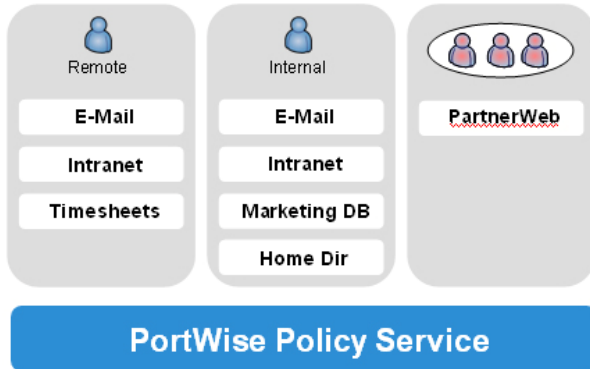 Remote
E-Mail
Intranet
Timesheets
Internal
E-Mail
Intranet
Marketing DB
Home Dir
PartnerWeb
PortWise Policy Service